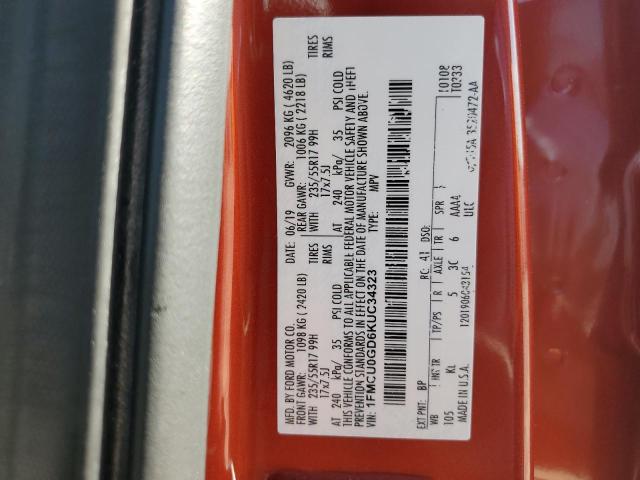 MFD. BY FORD MOTOR CO.
DATE: 06/19 GVWR: 2096 KG ( 4620 LB)
FRONT GAWR: 1098 KG ( 2420 LB) REAR GAWR: 1006 KG ( 2218 LB)
WITH 235/55R17 99H TIRES WITH 235/55R17 99H TIRES
17x7.5J RIMS 17x7.5J RIMS
AT 240 kPa/ 35 PSI COLD AT 240 kPa/ 35 PSI COLD
THIS VEHICLE CONFORMS TO ALL APPLICABLE FEDERAL MOTOR VEHICLE SAFETY AND THEFT
PREVENTION STANDARDS IN EFFECT ON THE DATE OF MANUFACTURE SHOWN ABOVE.
VIN: 1FMCU0GD6KUC34323 TYPE: MPV
EXT PNT: BP RC: 41 DSO:
WB INS TR TP/PS R AXLE TR SPR
105 KL 5 3C 6 AAA4
MADE IN U.S.A. ULC